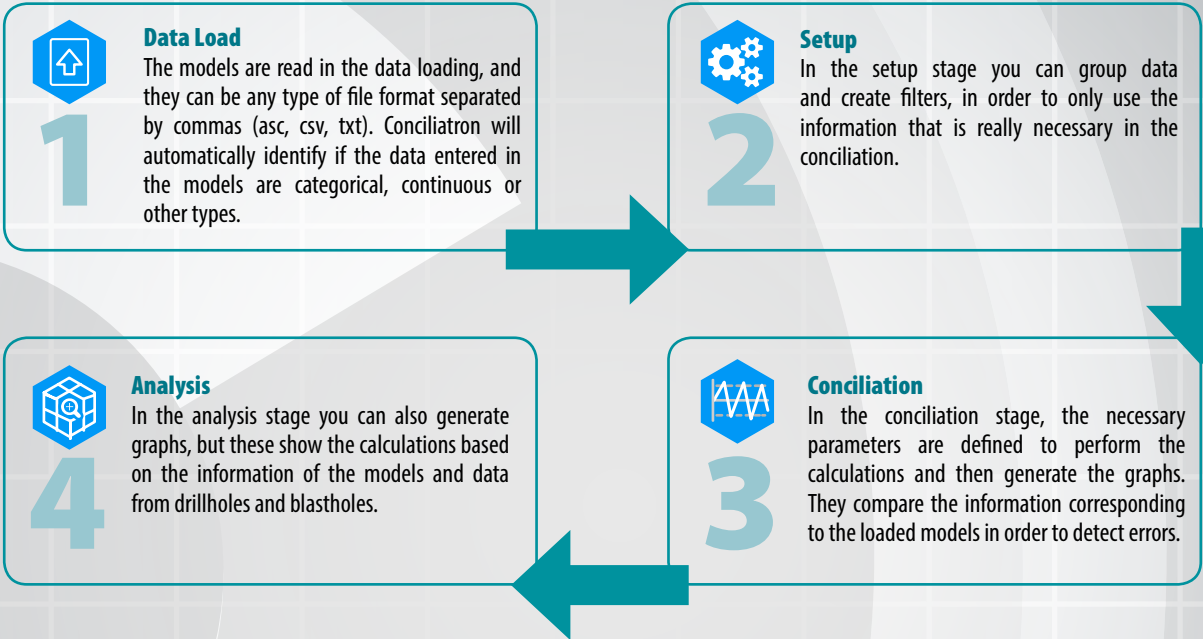 1
Data Load
The models are read in the data loading, and
they can be any type of file format separated
by commas (asc, csv, txt). Conciliatron will
automatically identify if the data entered in
the models are categorical, continuous or
other types.
2
Setup
In the setup stage you can group data
and create filters, in order to only use the
information that is really necessary in the
conciliation.
3
Conciliation
In the conciliation stage, the necessary
parameters are defined to perform the
calculations and then generate the graphs.
They compare the information corresponding
to the loaded models in order to detect errors.
4
Analysis
In the analysis stage you can also generate
graphs, but these show the calculations based
on the information of the models and data
from drillholes and blastholes.